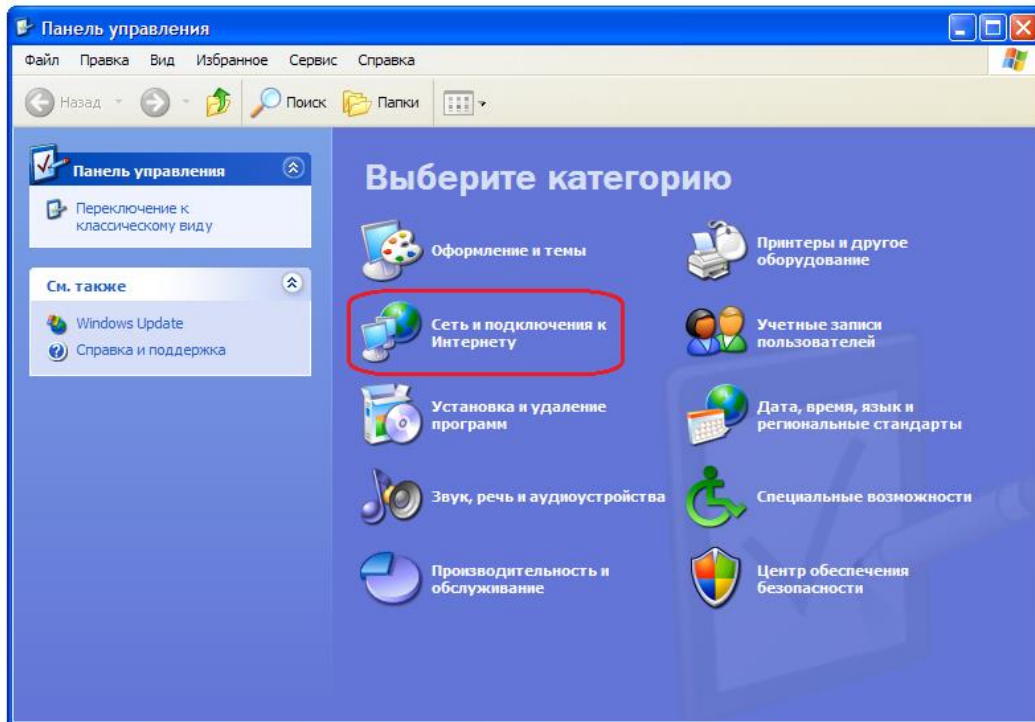 Панель управления
Файл Правка Вид Избранное Сервис Справка
Назад Поиск Папки
Панель управления
Переключение к
классическому виду
См. также
Windows Update
Справка и поддержка
Выберите категорию
Оформление и темы
Принтеры и другое
оборудование
Сеть и подключения к
Интернету
Учетные записи
пользователей
Установка и удаление
программ
Дата, время, язык и
региональные стандарты
Звук, речь и аудиоустройства
Специальные возможности
Производительность и
обслуживание
Центр обеспечения
безопасности